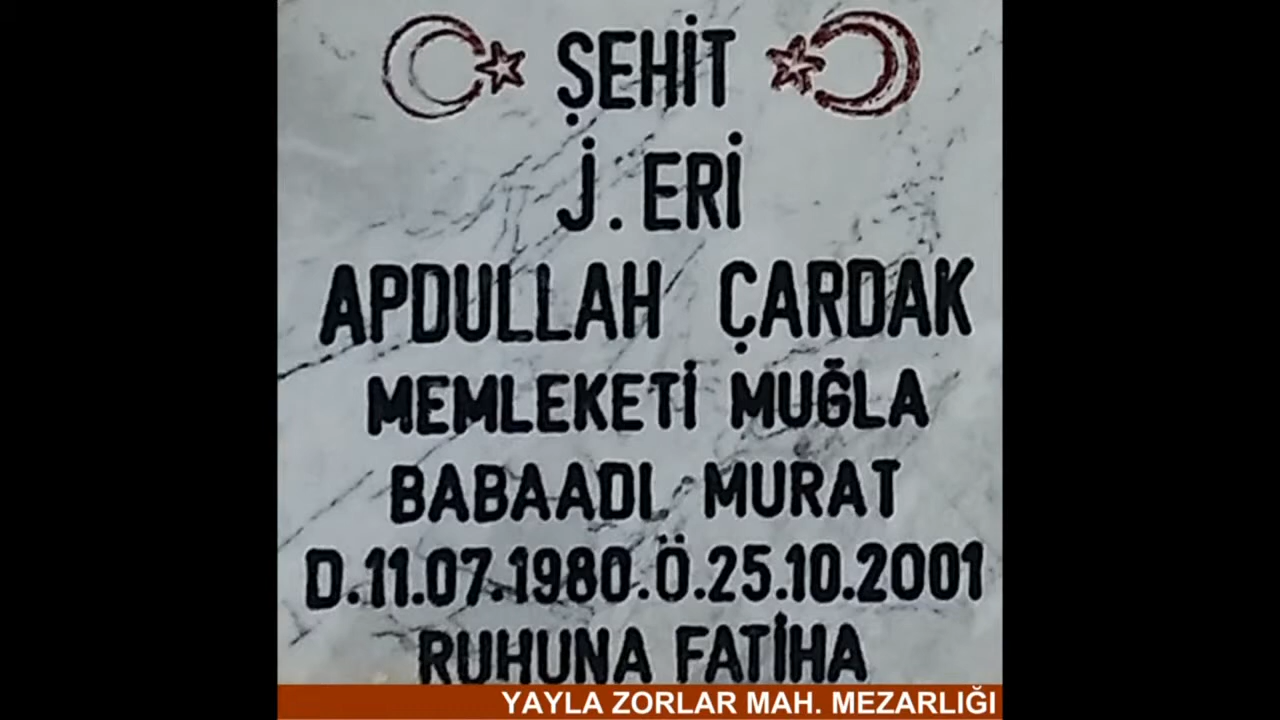 ŞEHİT
J. ERİ
APDULLAH ÇARDAK
MEMLEKETİ MUĞLA
BABAADI MURAT
D.11.07.1980.Ö.25.10.2001
RUHUNA FATİHA
YAYLA ZORLAR MAH. MEZARLIĞI